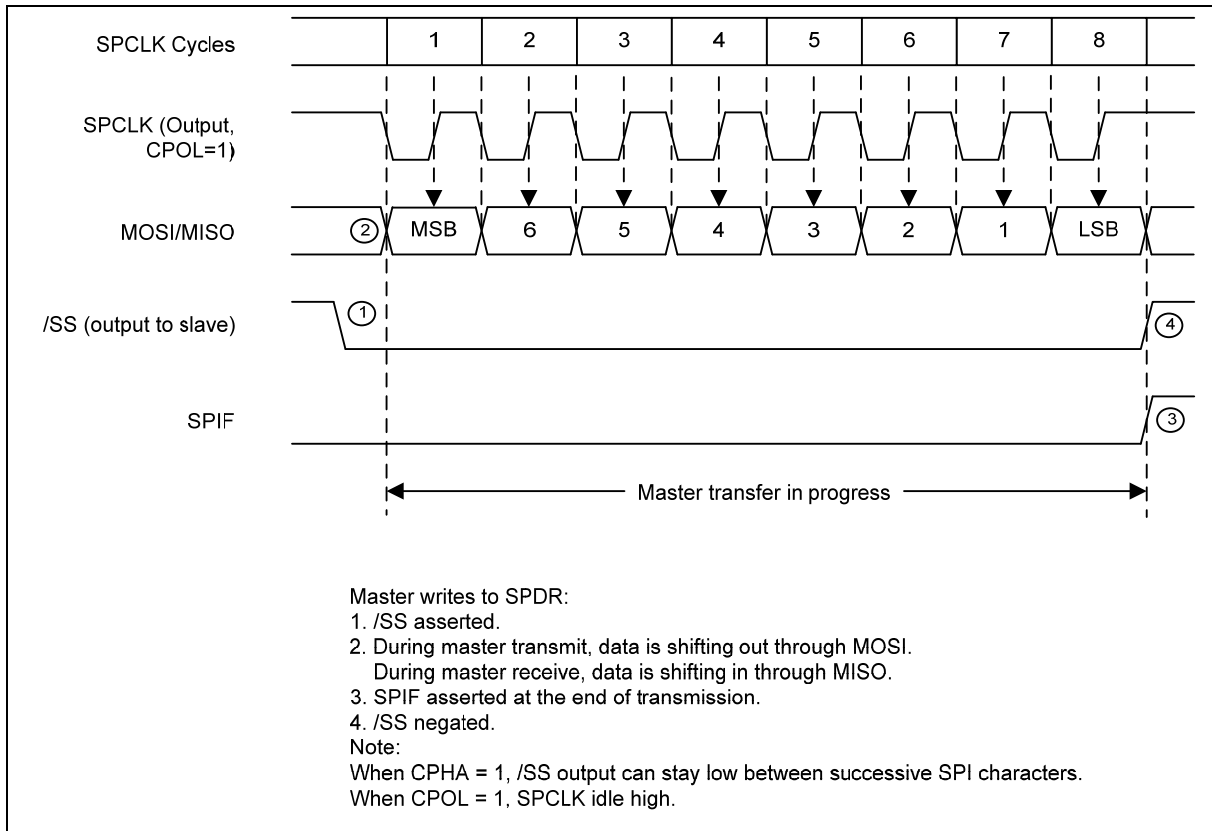 SPCLK Cycles
1 2 3 4 5 6 7 8
SPCLK (Output,
CPOL=1)
MOSI/MISO
2 MSB 6 5 4 3 2 1 LSB
/SS (output to slave)
1
4
SPIF
3
Master transfer in progress
Master writes to SPDR:
1. /SS asserted.
2. During master transmit, data is shifting out through MOSI.
During master receive, data is shifting in through MISO.
3. SPIF asserted at the end of transmission.
4. /SS negated.
Note:
When CPHA = 1, /SS output can stay low between successive SPI characters.
When CPOL = 1, SPCLK idle high.